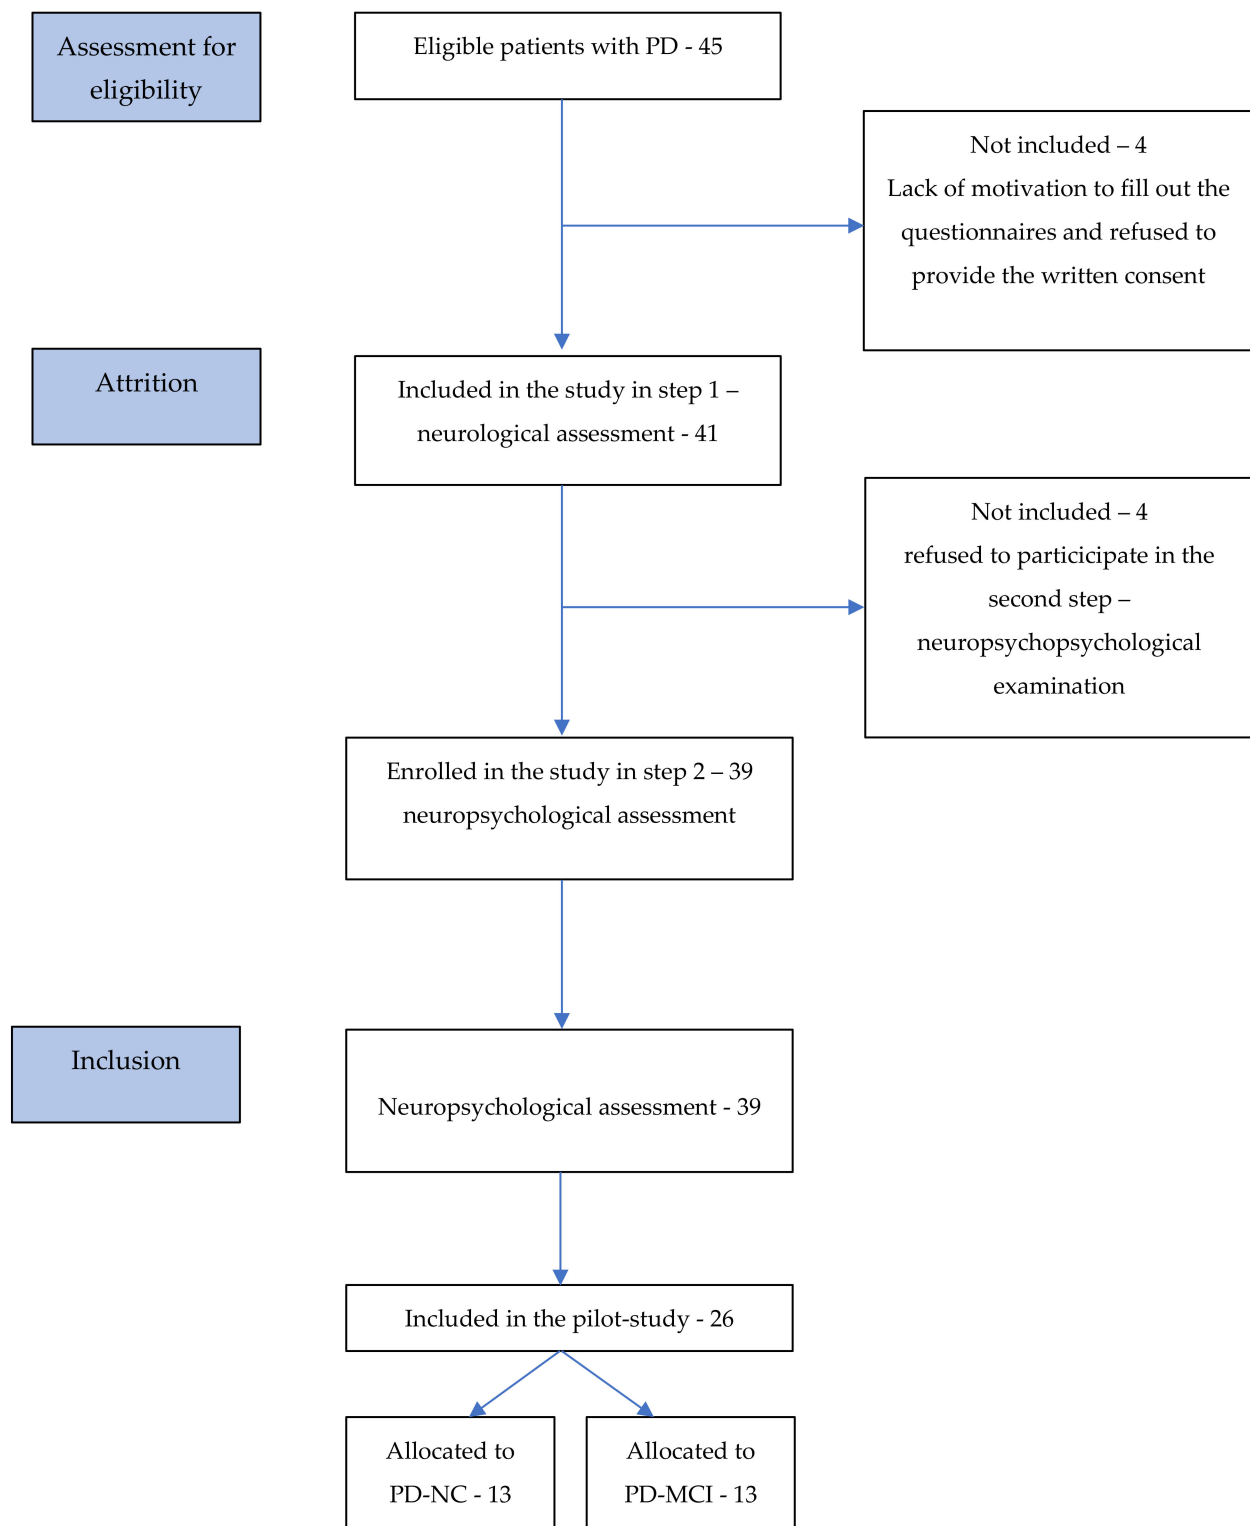 Assessment for
eligibility
Eligible patients with PD - 45
Not included – 4
Lack of motivation to fill out the
questionnaires and refused to
provide the written consent
Attrition
Included in the study in step 1 –
neurological assessment - 41
Not included – 4
refused to particicipate in the
second step –
neuropsychopsychological
examination
Enrolled in the study in step 2 – 39
neuropsychological assessment
Inclusion
Neuropsychological assessment - 39
Included in the pilot-study - 26
Allocated to
PD-NC - 13
Allocated to
PD-MCI - 13